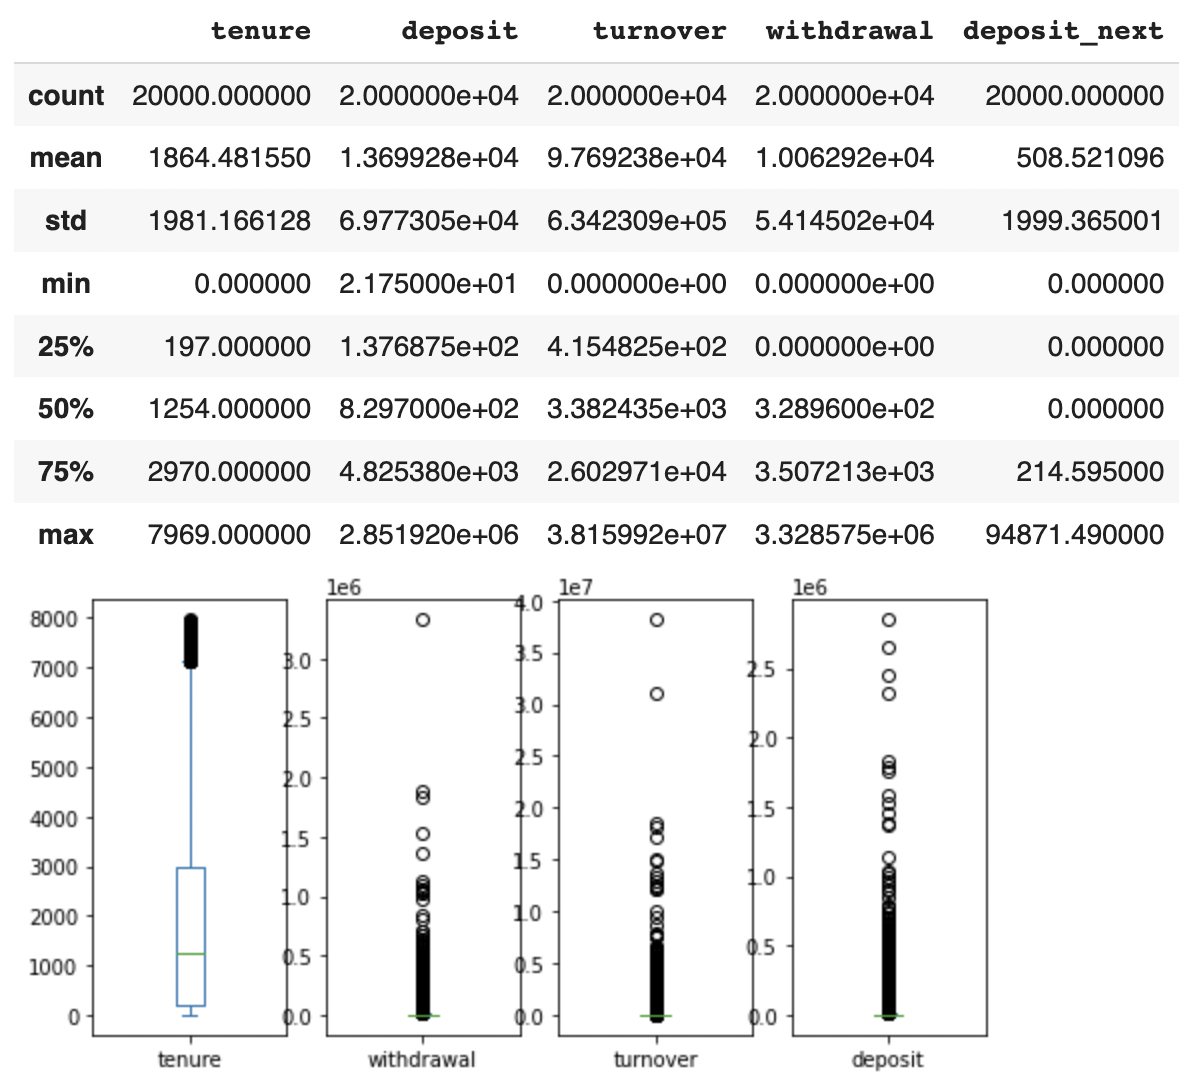 tenure deposit turnover withdrawal deposit_next
count 20000.000000 2.000000e+04 2.000000e+04 2.000000e+04 20000.000000
mean 1864.481550 1.369928e+04 9.769238e+04 1.006292e+04 508.521096
std 1981.166128 6.977305e+04 6.342309e+05 5.414502e+04 1999.365001
min 0.000000 2.175000e+01 0.000000e+00 0.000000e+00 0.000000
25% 197.000000 1.376875e+02 4.154825e+02 0.000000e+00 0.000000
50% 1254.000000 8.297000e+02 3.382435e+03 3.289600e+02 0.000000
75% 2970.000000 4.825380e+03 2.602971e+04 3.507213e+03 214.595000
max 7969.000000 2.851920e+06 3.815992e+07 3.328575e+06 94871.490000
8000
7000
6000
5000
4000
3000
2000
1000
0
tenure
1e6
3.0
2.5
2.0
1.5
1.0
0.5
0.0
withdrawal
1e7
4.0
3.5
3.0
2.5
2.0
1.5
1.0
0.5
0.0
turnover
1e6
2.5
2.0
1.5
1.0
0.5
0.0
deposit